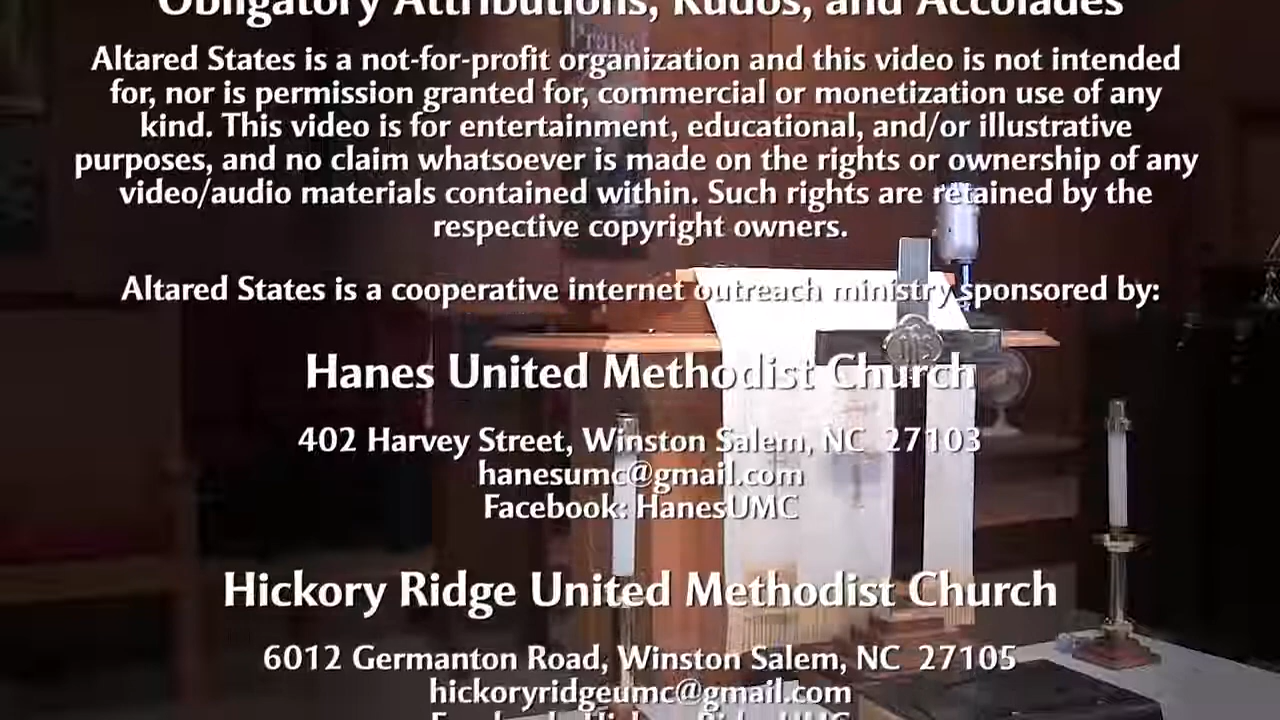 Obligatory Attributions, Kudos, and Accolades
Altared States is a not-for-profit organization and this video is not intended
for, nor is permission granted for, commercial or monetization use of any
kind. This video is for entertainment, educational, and/or illustrative
purposes, and no claim whatsoever is made on the rights or ownership of any
video/audio materials contained within. Such rights are retained by the
respective copyright owners.
Altared States is a cooperative internet outreach ministry sponsored by:
Hanes United Methodist Church
402 Harvey Street, Winston Salem, NC 27103
hanesumc@gmail.com
Facebook: HanesUMC
Hickory Ridge United Methodist Church
6012 Germanton Road, Winston Salem, NC 27105
hickoryridgeumc@gmail.com